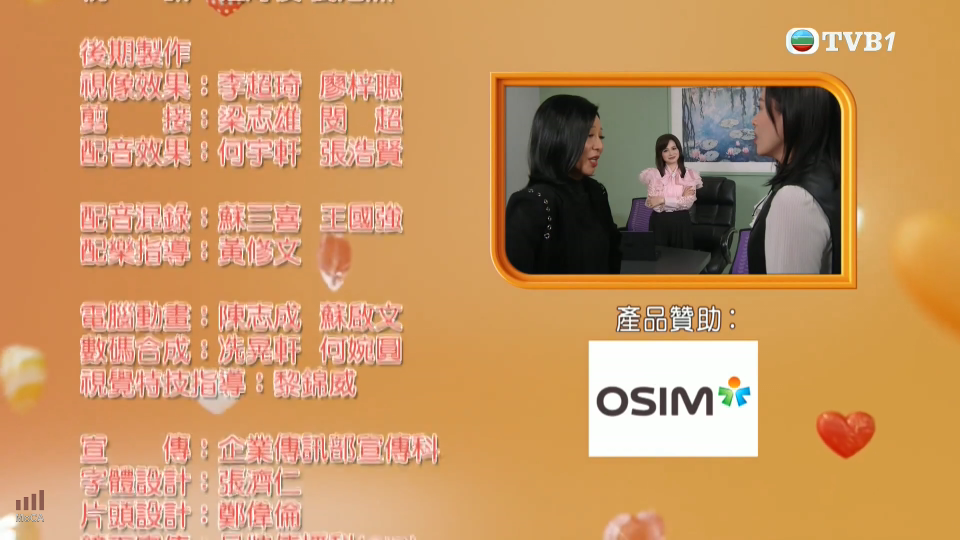 後期製作
視像效果：李超琦 廖梓聰
剪 接：梁志雄 閔 超
配音效果：何宇軒 張浩賢
配音混錄：蘇三喜 王國強
配樂指導：黃修文
電腦動畫：陳志成 蘇啟文
數碼合成：冼晃軒 何婉圓
視覺特技指導：黎錦威
宣 傳：企業傳訊部宣傳科
字體設計：張濟仁
片頭設計：鄭偉倫
TVB1
產品贊助：
OSIM